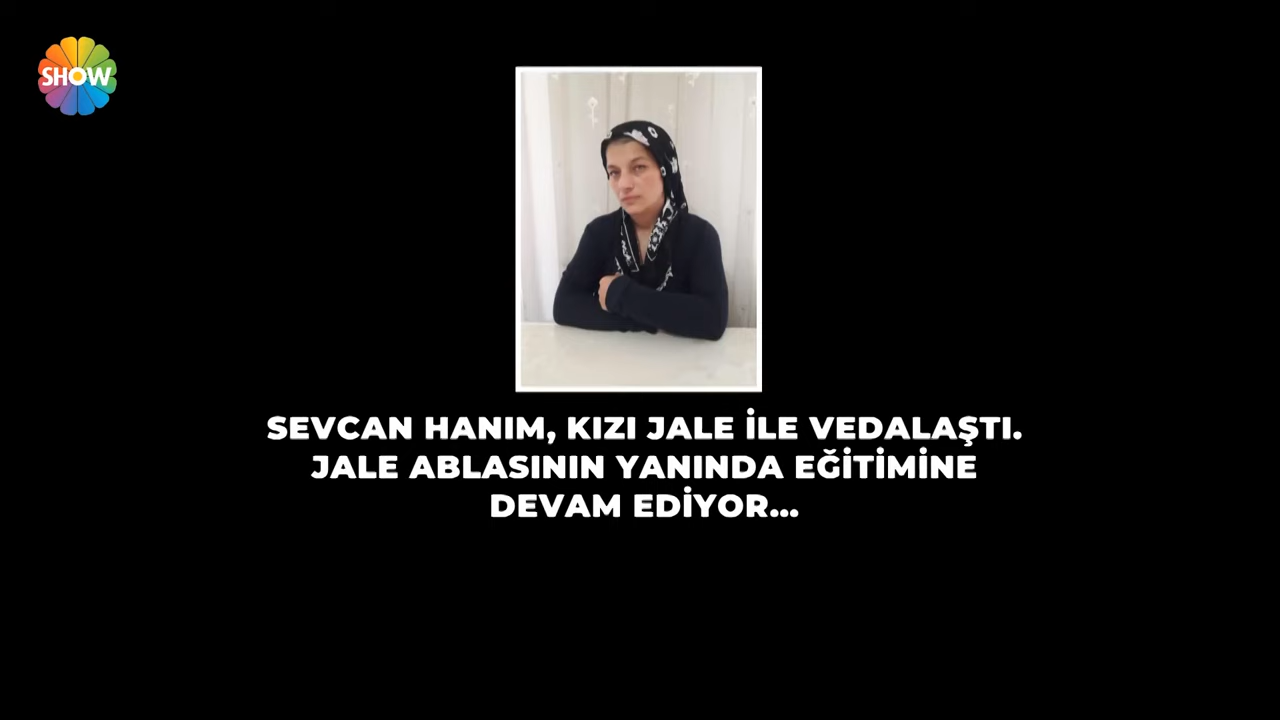 SHOW
SEVCAN HANIM, KIZI JALE İLE VEDALAŞTI.
JALE ABLASININ YANINDA EĞİTİMİNE
DEVAM EDİYOR...